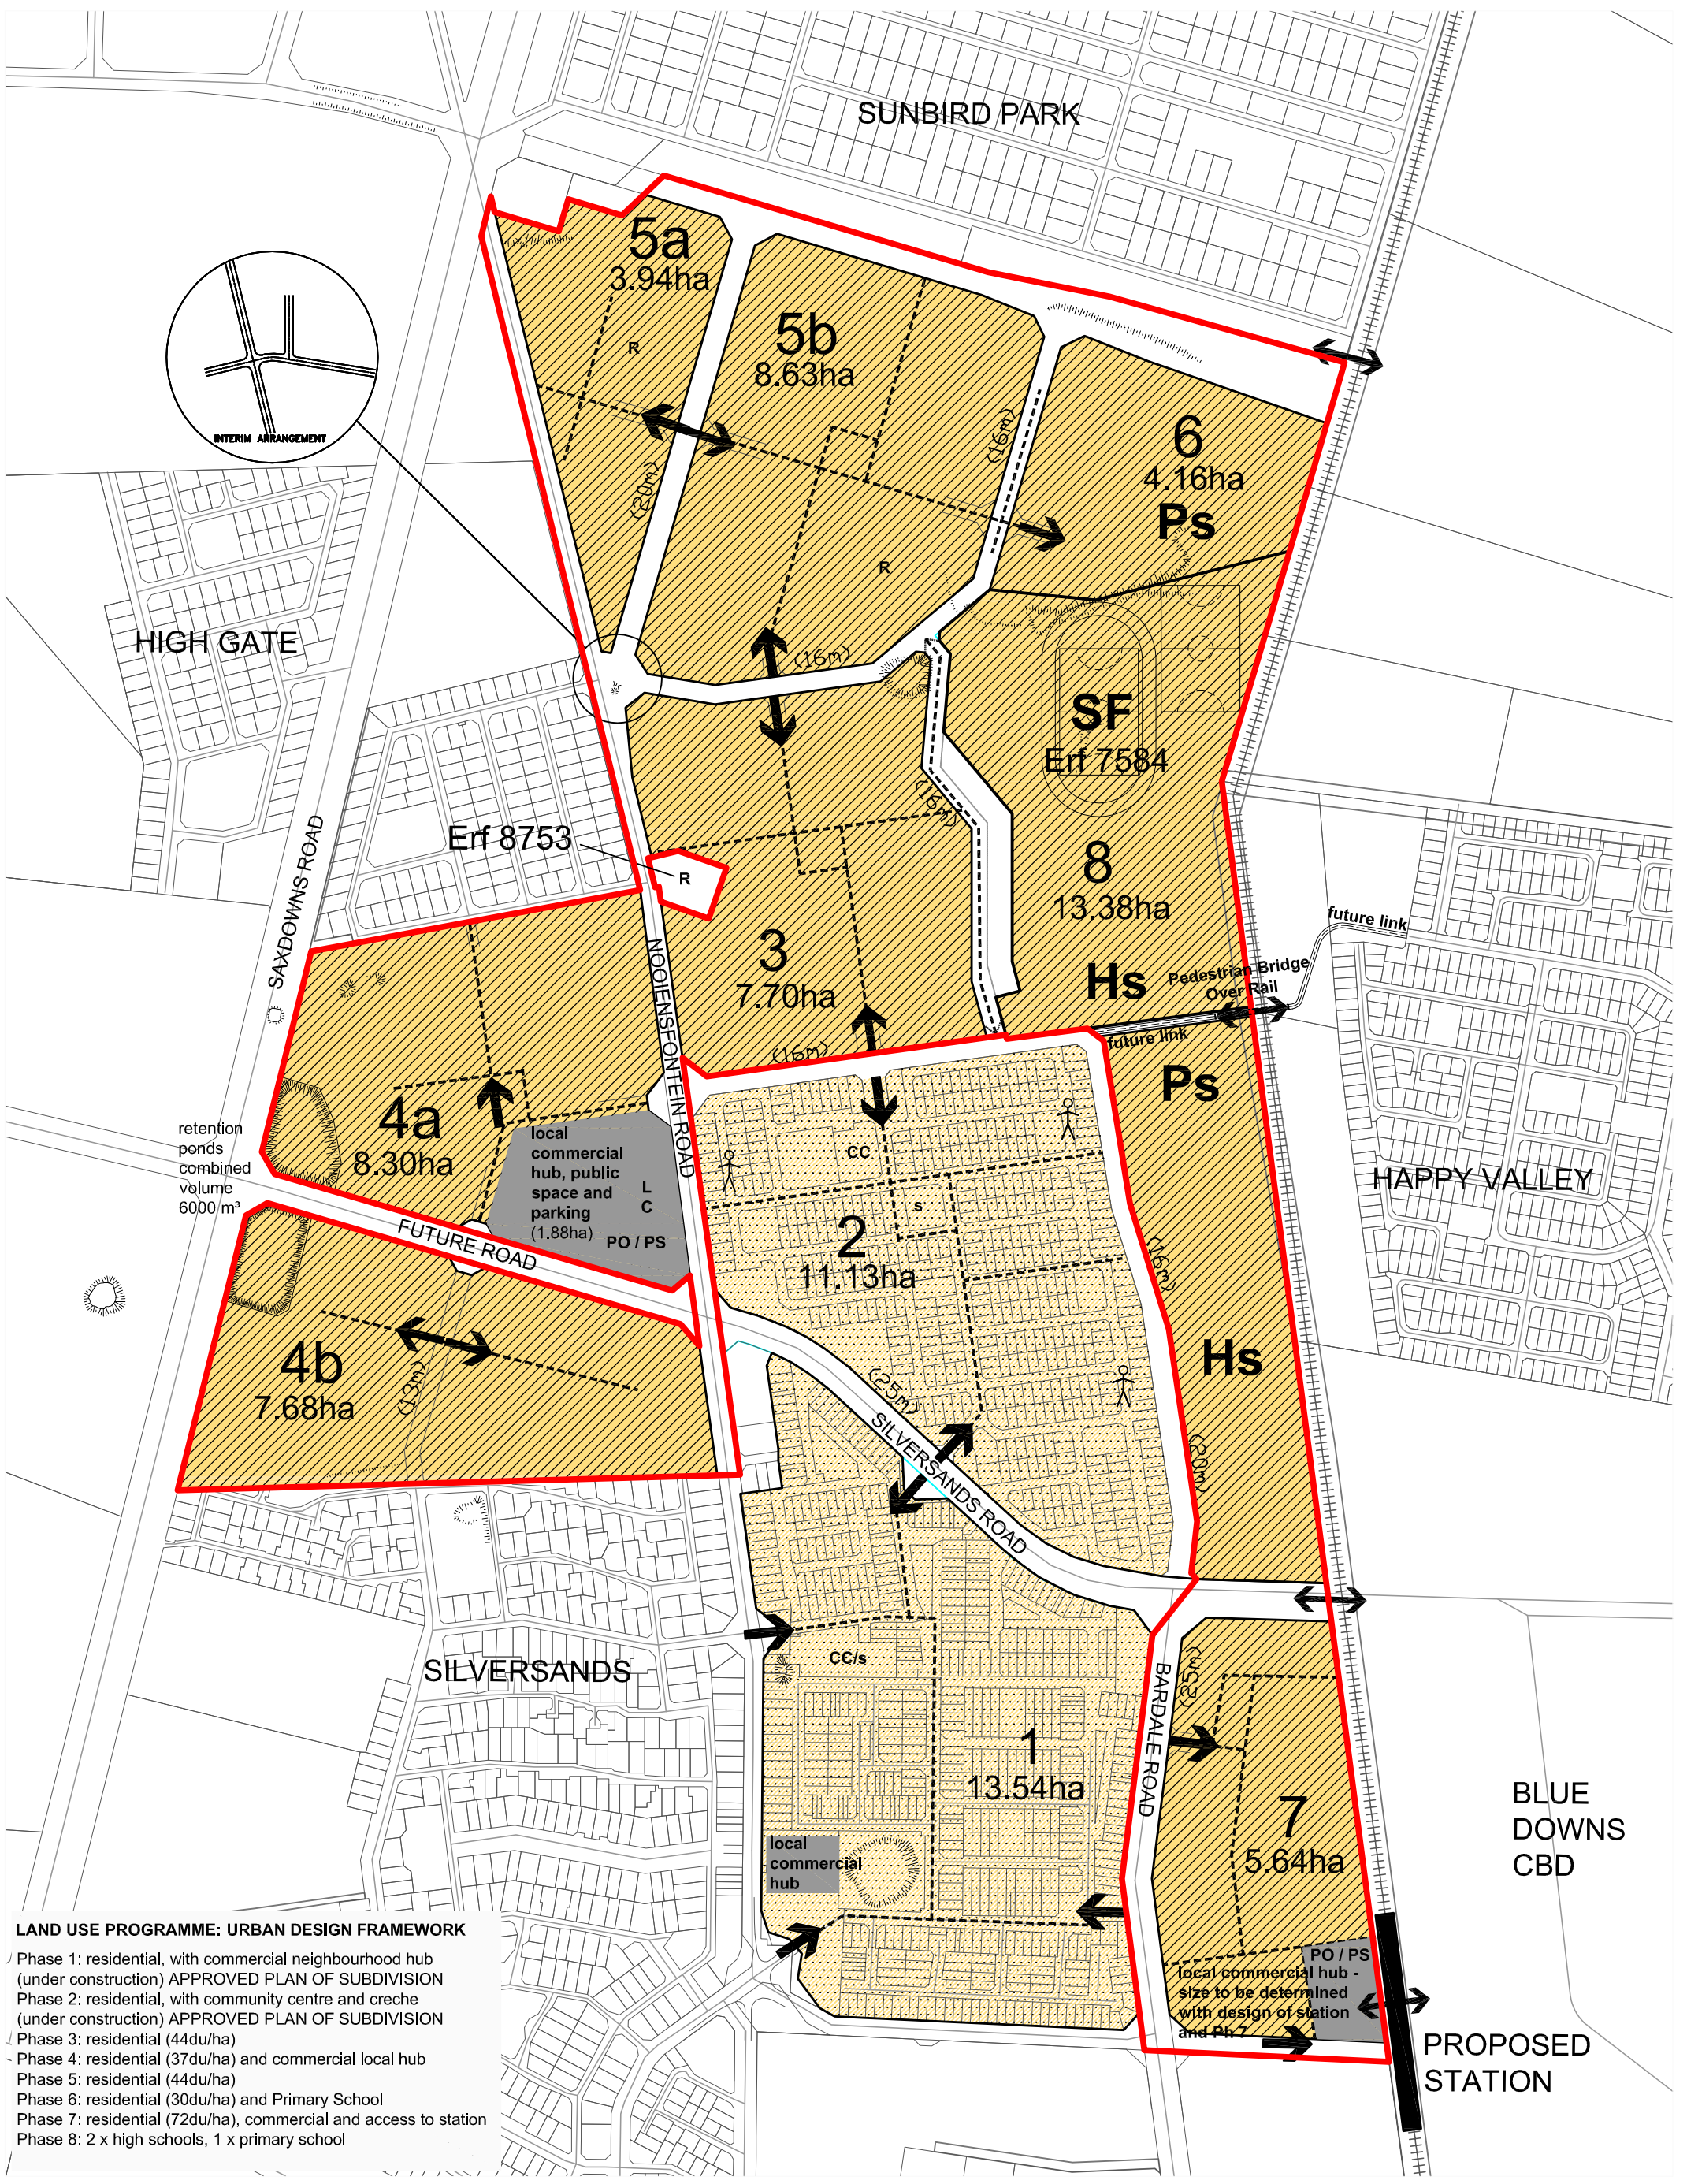 SUNBIRD PARK
5a
3.94ha
R
5b
8.63ha
R
INTERIM ARRANGEMENT
(20m)
(16m)
6
4.16ha
Ps
HIGH GATE
(16m)
SF
Erf 7584
(16m)
Erf 8753
R
SAXDOWNS ROAD
NOOIENSFONTEIN ROAD
3
7.70ha
(16m)
8
13.38ha
Hs
future link
Pedestrian Bridge
Over Rail
future link
Ps
4a
8.30ha
retention
ponds
combined
volume
6000 m³
local
commercial
hub, public
space and
parking
(1.88ha)
L
C
PO / PS
FUTURE ROAD
CC
s
2
11.13ha
(16m)
HAPPY VALLEY
4b
7.68ha
(13m)
Hs
(25m)
SILVERSANDS ROAD
(20m)
SILVERSANDS
CC/s
1
13.54ha
local
commercial
hub
BARDALE ROAD
(25m)
7
5.64ha
BLUE
DOWNS
CBD
PO / PS
local commercial hub -
size to be determined
with design of station
and Ph 7
PROPOSED
STATION
LAND USE PROGRAMME: URBAN DESIGN FRAMEWORK
Phase 1: residential, with commercial neighbourhood hub
(under construction) APPROVED PLAN OF SUBDIVISION
Phase 2: residential, with community centre and creche
(under construction) APPROVED PLAN OF SUBDIVISION
Phase 3: residential (44du/ha)
Phase 4: residential (37du/ha) and commercial local hub
Phase 5: residential (44du/ha)
Phase 6: residential (30du/ha) and Primary School
Phase 7: residential (72du/ha), commercial and access to station
Phase 8: 2 x high schools, 1 x primary school